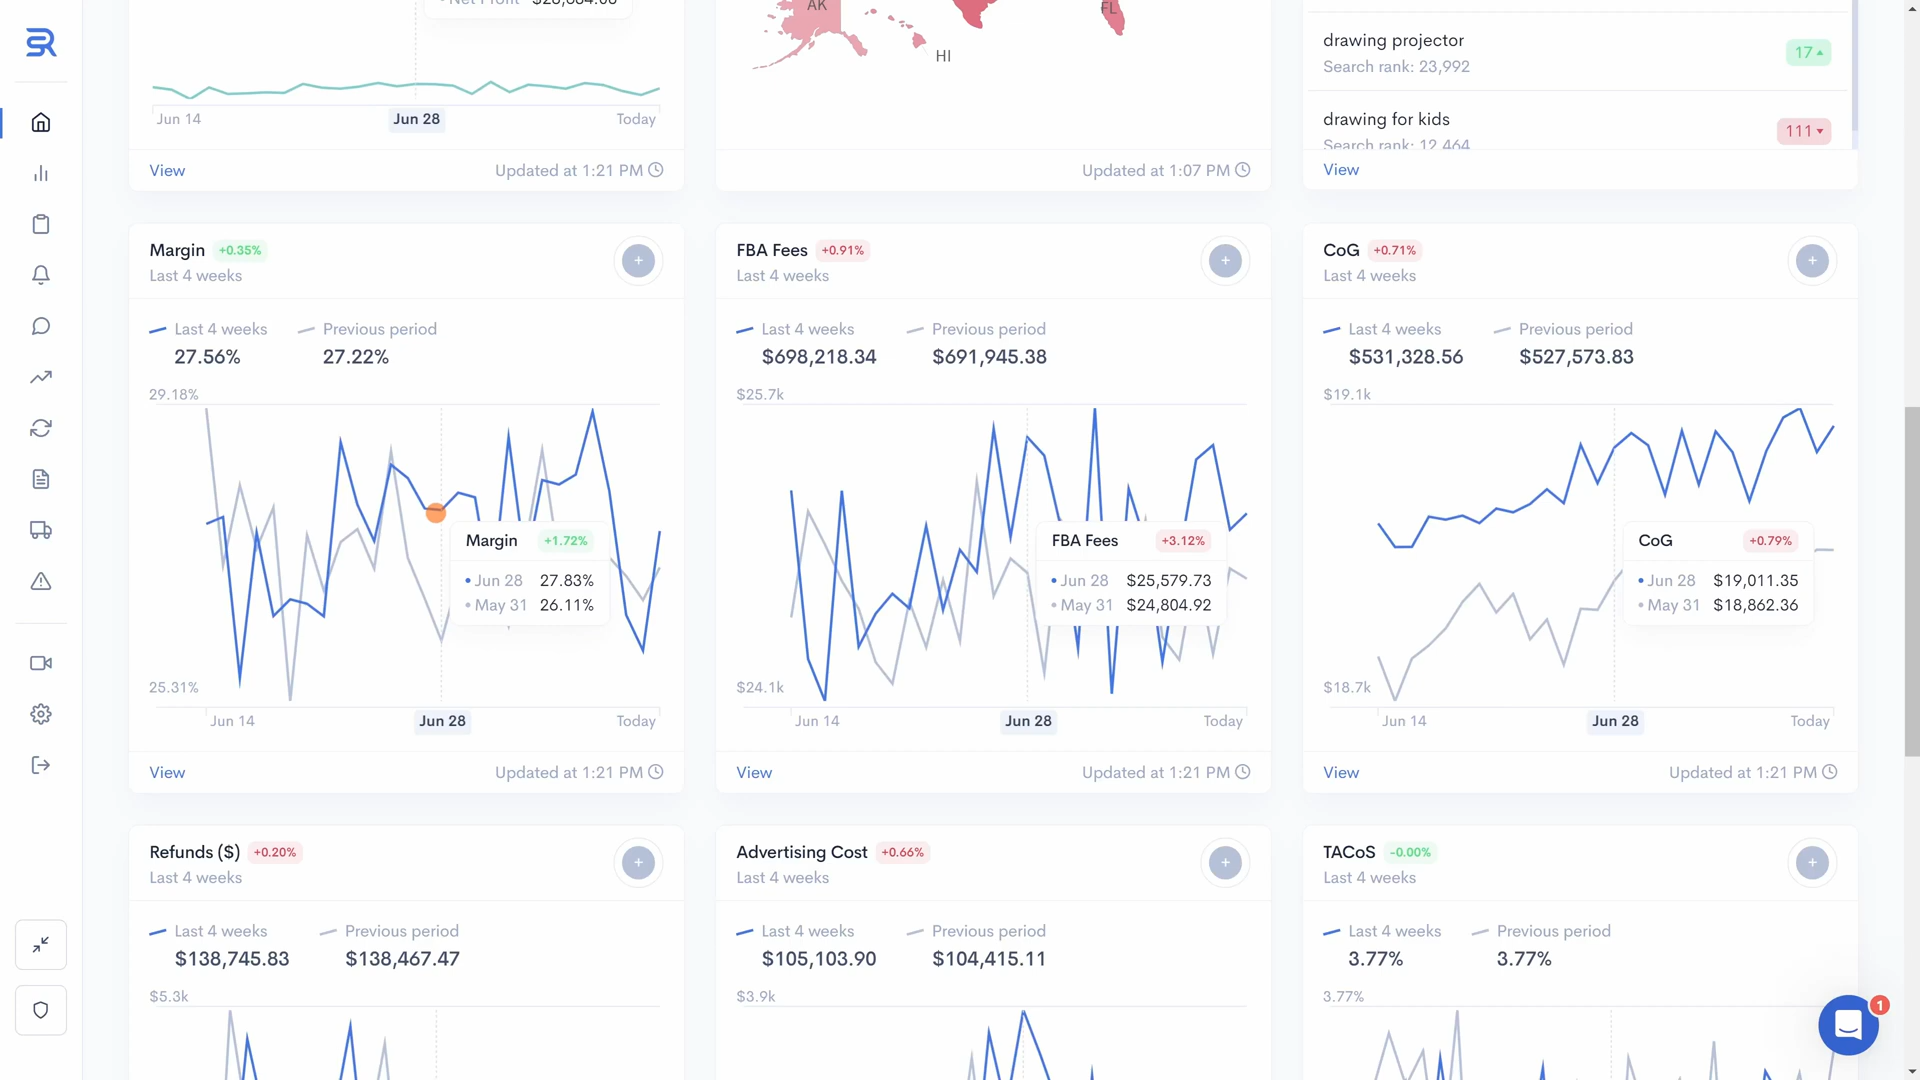 SR
Net Profit $26,684.06
Jun 14
Jun 28
Today
View
Updated at 1:21 PM
AK
HI
FL
Updated at 1:07 PM
drawing projector
Search rank: 23,992
17
drawing for kids
Search rank: 12,464
111
View
Margin +0.35%
Last 4 weeks
Last 4 weeks Previous period
27.56% 27.22%
29.18%
25.31%
Margin +1.72%
Jun 28 27.83%
May 31 26.11%
Jun 14
Jun 28
Today
View
Updated at 1:21 PM
FBA Fees +0.91%
Last 4 weeks
Last 4 weeks Previous period
$698,218.34 $691,945.38
$25.7k
$24.1k
FBA Fees +3.12%
Jun 28 $25,579.73
May 31 $24,804.92
Jun 14
Jun 28
Today
View
Updated at 1:21 PM
CoG +0.71%
Last 4 weeks
Last 4 weeks Previous period
$531,328.56 $527,573.83
$19.1k
$18.7k
CoG +0.79%
Jun 28 $19,011.35
May 31 $18,862.36
Jun 14
Jun 28
Today
View
Updated at 1:21 PM
Refunds ($) +0.20%
Last 4 weeks
Last 4 weeks Previous period
$138,745.83 $138,467.47
$5.3k
Advertising Cost +0.66%
Last 4 weeks
Last 4 weeks Previous period
$105,103.90 $104,415.11
$3.9k
TACoS -0.00%
Last 4 weeks
Last 4 weeks Previous period
3.77% 3.77%
3.77%
1